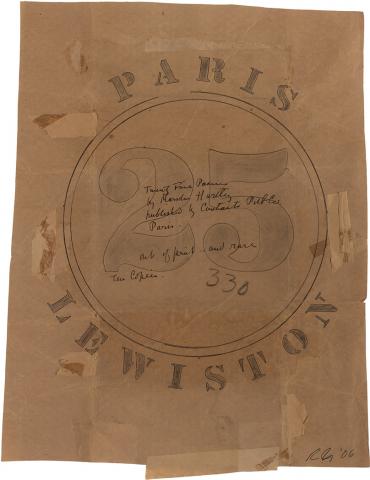 PARIS
25
Twenty Five Poems
by Marsden Hartley
published by Contact Publ
Paris
out of print and rare
Ten Copies
330
LEWISTON
'06